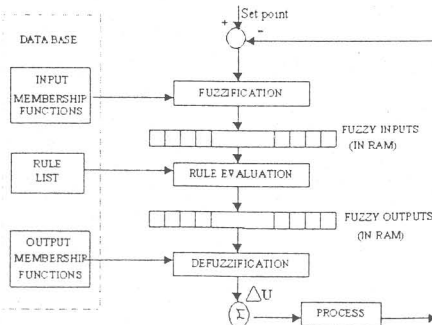 Set point
+
-
DATA BASE
INPUT
MEMBERSHIP
FUNCTIONS
FUZZIFICATION
FUZZY INPUTS
(IN RAM)
RULE
LIST
RULE EVALUATION
FUZZY OUTPUTS
(IN RAM)
OUTPUT
MEMBERSHIP
FUNCTIONS
DEFUZZIFICATION
△U
Σ
PROCESS